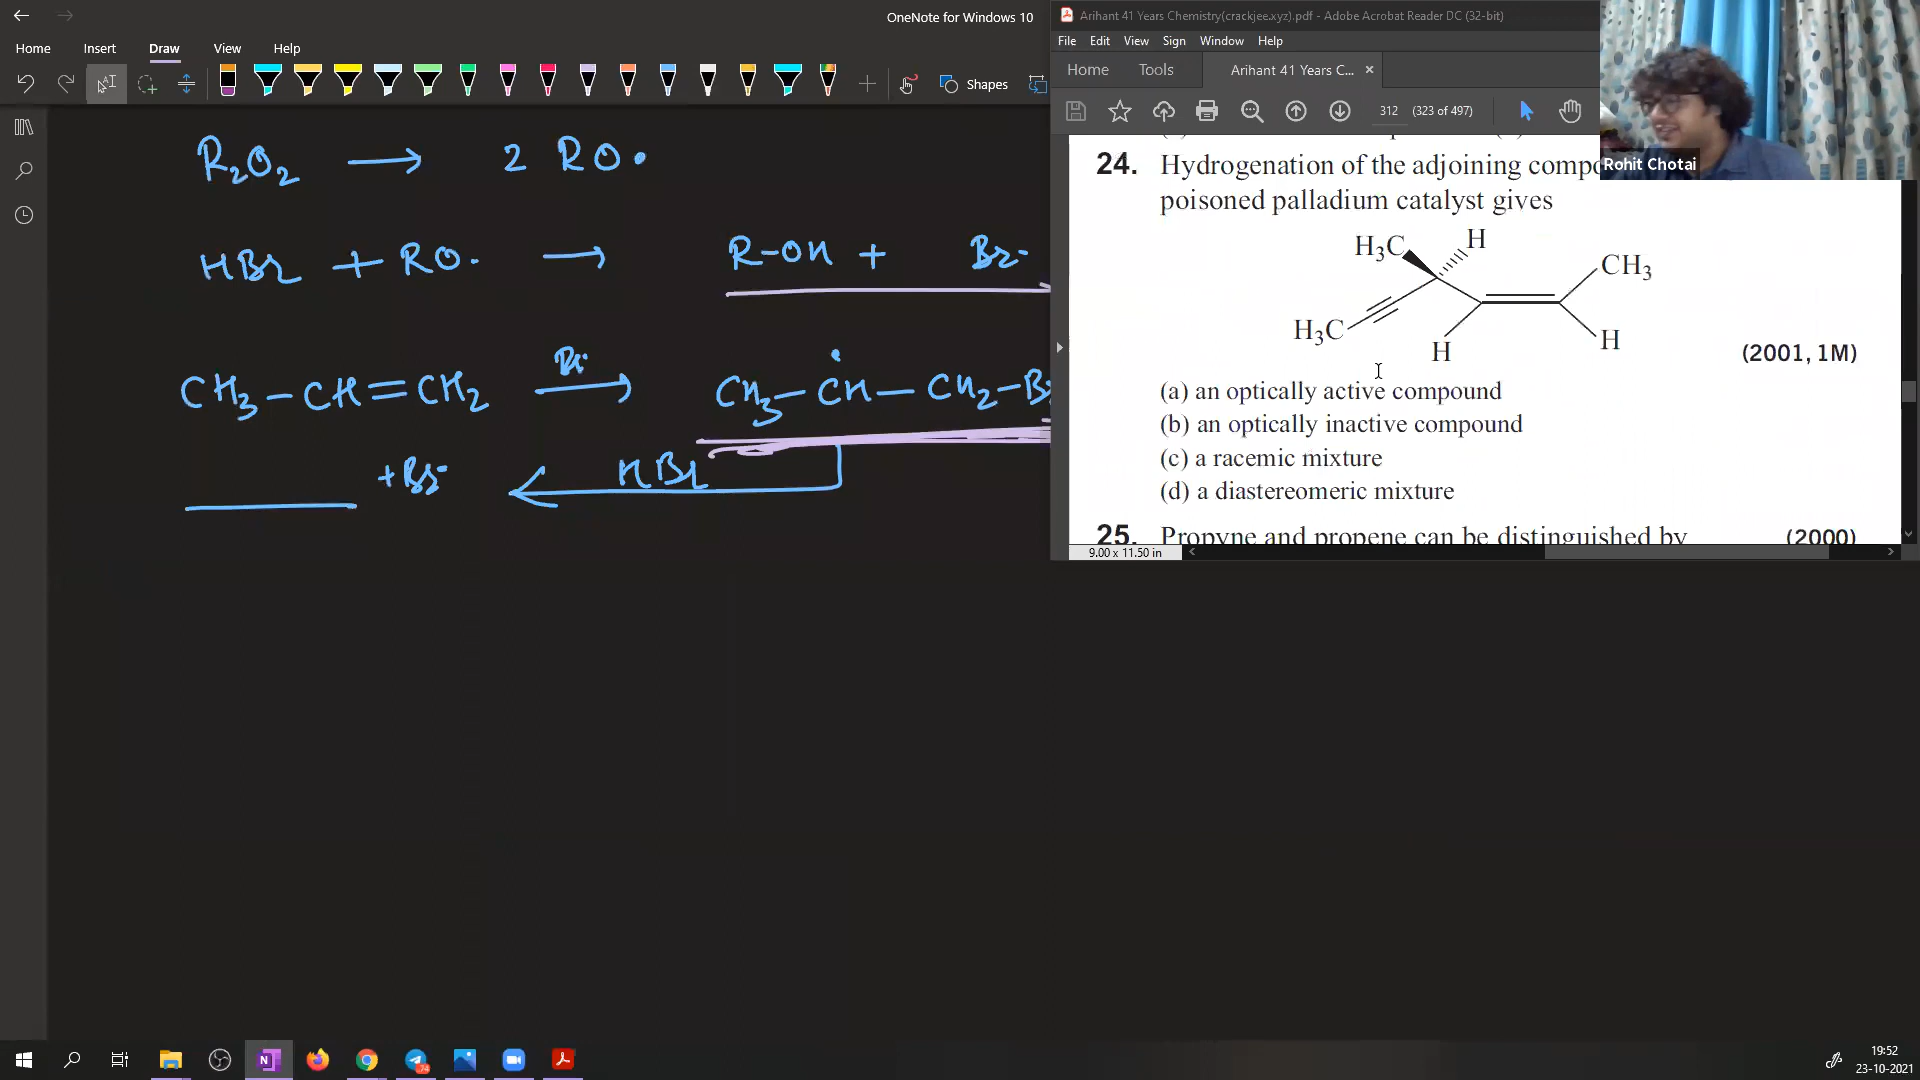 OneNote for Windows 10
Home Insert Draw View Help
Shapes
R₂O₂ → 2 RO•
HBr + RO• → R-OH + Br•
CH₃-CH=CH₂ Br• → CH₃-ĊH-CH₂-B
+Br• HBr
Arihant 41 Years Chemistry(crackjee.xyz).pdf - Adobe Acrobat Reader DC (32-bit)
File Edit View Sign Window Help
Home Tools Arihant 41 Years C... ×
312 (323 of 497)
Rohit Chotai
24. Hydrogenation of the adjoining
poisoned palladium catalyst gives
H₃C H
CH₃
H₃C
H H
(2001, 1M)
(a) an optically active compound
(b) an optically inactive compound
(c) a racemic mixture
(d) a diastereomeric mixture
25. Propyne and propene can be distinguished by (2000)
9.00 x 11.50 in
74
19:52
23-10-2021